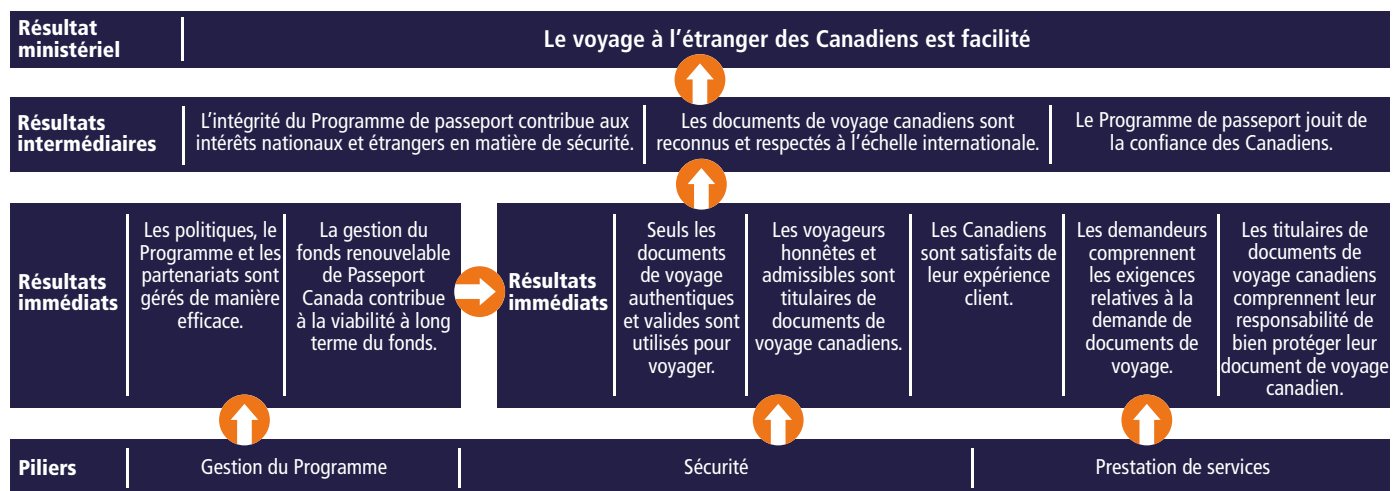 Résultat
ministériel
Le voyage à l’étranger des Canadiens est facilité
Résultats
intermédiaires
L’intégrité du Programme de passeport contribue aux
intérêts nationaux et étrangers en matière de sécurité.
Les documents de voyage canadiens sont
reconnus et respectés à l’échelle internationale.
Le Programme de passeport jouit de
la confiance des Canadiens.
Résultats
immédiats
Les politiques, le
Programme et les
partenariats sont
gérés de manière
efficace.
La gestion du
fonds renouvelable
de Passeport
Canada contribue
à la viabilité à long
terme du fonds.
Résultats
immédiats
Seuls les
documents
de voyage
authentiques
et valides sont
utilisés pour
voyager.
Les voyageurs
honnêtes et
admissibles sont
titulaires de
documents de
voyage canadiens.
Les Canadiens
sont satisfaits de
leur expérience
client.
Les demandeurs
comprennent
les exigences
relatives à la
demande de
documents de
voyage.
Les titulaires de
documents de
voyage canadiens
comprennent leur
responsabilité de
bien protéger leur
document de voyage
canadien.
Piliers
Gestion du Programme
Sécurité
Prestation de services